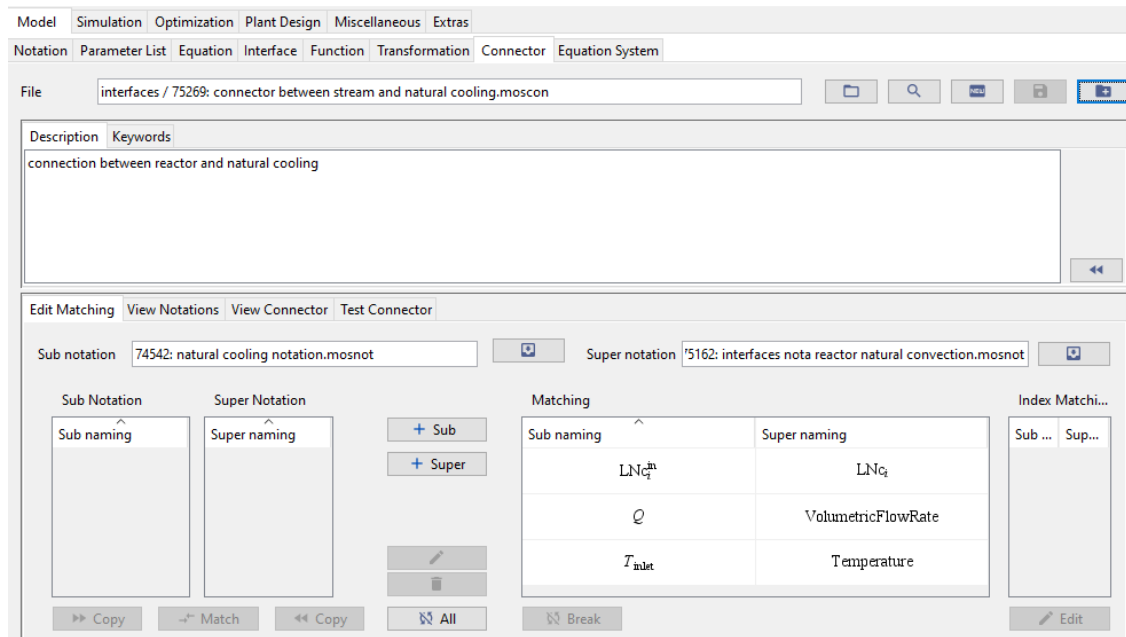 Model Simulation Optimization Plant Design Miscellaneous Extras
Notation Parameter List Equation Interface Function Transformation Connector Equation System
File interfaces / 75269: connector between stream and natural cooling.moscon NEU
Description Keywords
connection between reactor and natural cooling
Edit Matching View Notations View Connector Test Connector
Sub notation 74542: natural cooling notation.mosnot Super notation 75162: interfaces nota reactor natural convection.mosnot
Sub Notation Super Notation Matching Index Matchi...
Sub naming Super naming + Sub Sub naming Super naming Sub ... Sup...
+ Super LNc_i^in LNc_i
Q VolumetricFlowRate
T_inlet Temperature
Copy Match Copy All Break Edit